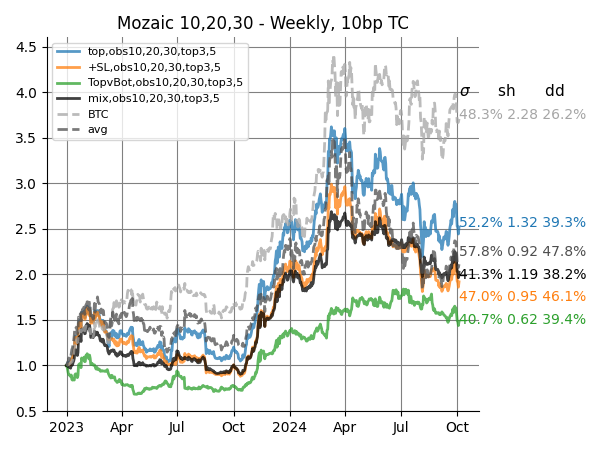 Mozaic 10,20,30 - Weekly, 10bp TC
4.5
4.0
3.5
3.0
2.5
2.0
1.5
1.0
0.5
top,obs10,20,30,top3,5
+SL,obs10,20,30,top3,5
TopvBot,obs10,20,30,top3,5
mix,obs10,20,30,top3,5
BTC
avg
σ sh dd
48.3% 2.28 26.2%
52.2% 1.32 39.3%
57.8% 0.92 47.8%
41.3% 1.19 38.2%
47.0% 0.95 46.1%
40.7% 0.62 39.4%
2023 Apr Jul Oct 2024 Apr Jul Oct